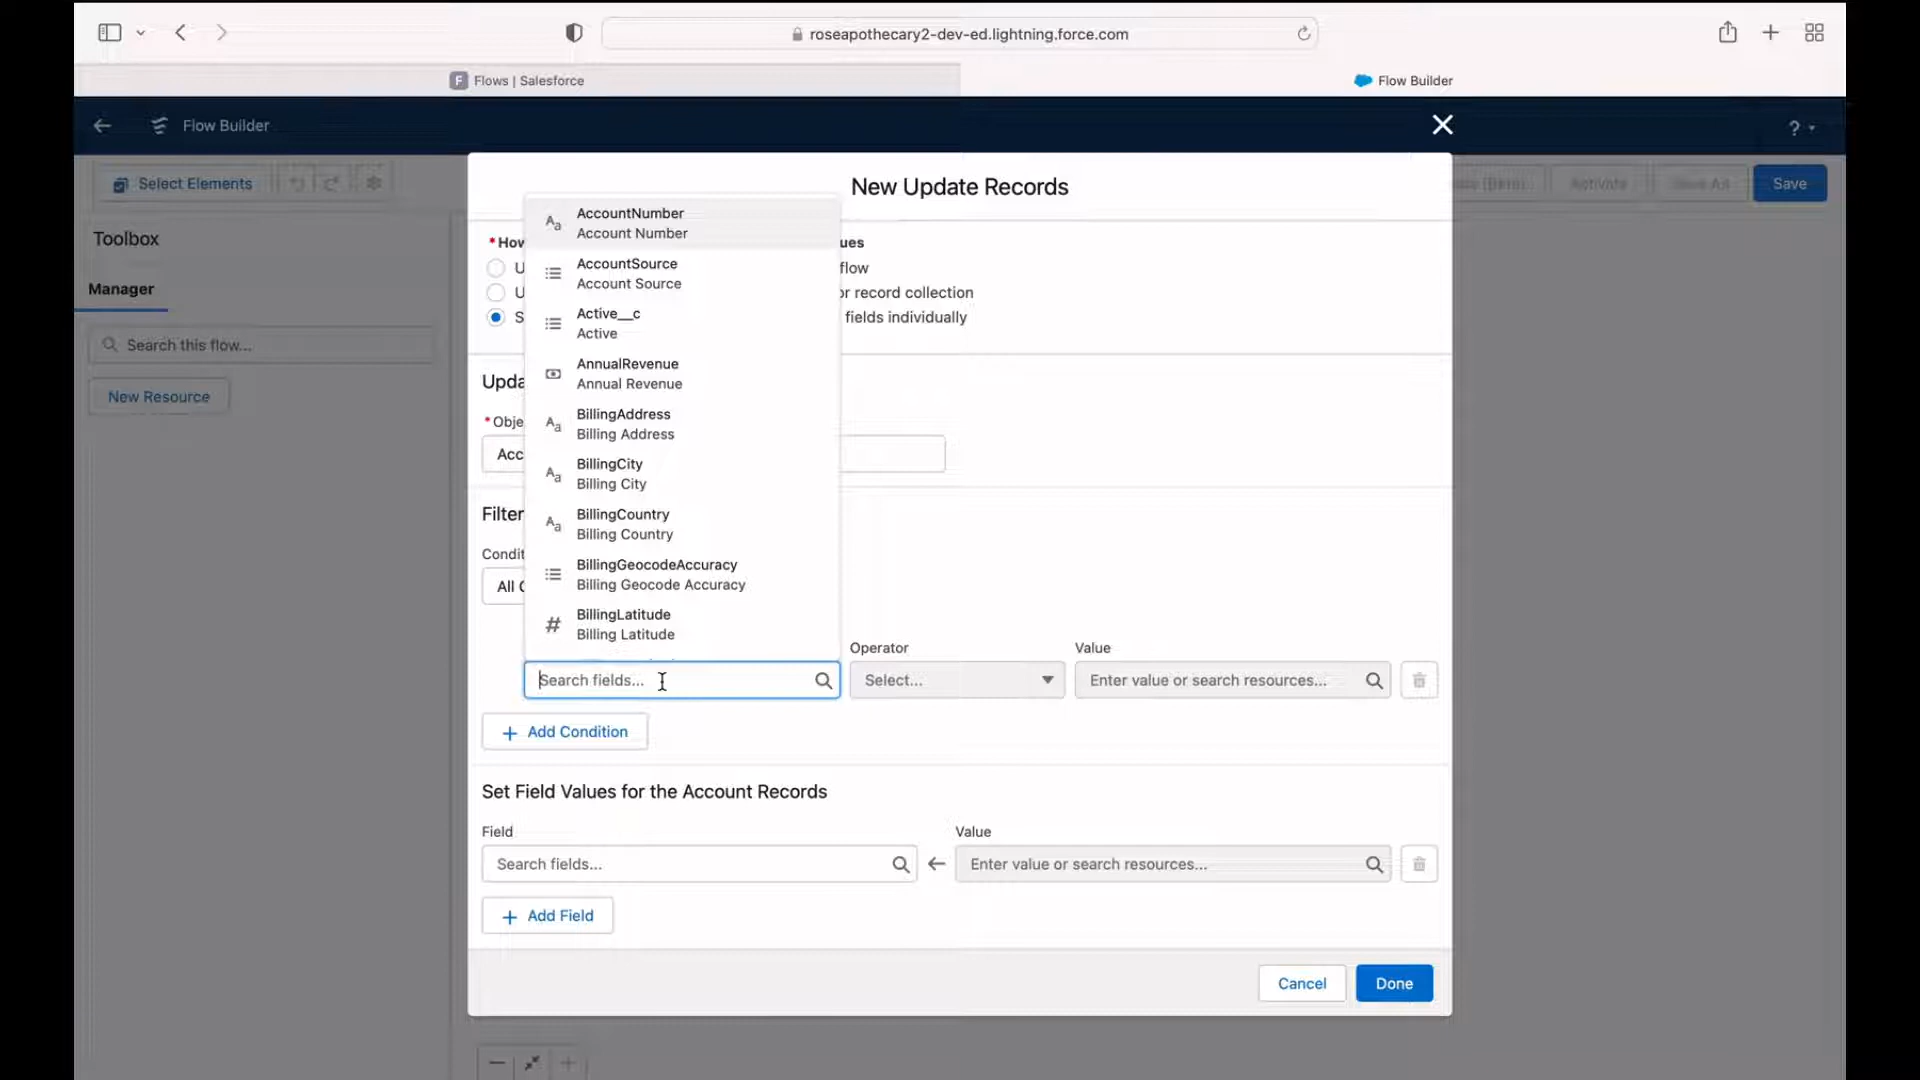 roseapothecary2-dev-ed.lightning.force.com
F Flows | Salesforce
Flow Builder
Flow Builder
?
Select Elements
Activate
Save As
Save
New Update Records
Toolbox
Manager
Search this flow...
New Resource
AccountNumber
Account Number
*How
ues
AccountSource
Account Source
U
flow
U
or record collection
Active__c
Active
S
fields individually
AnnualRevenue
Annual Revenue
Upda
BillingAddress
Billing Address
*Obje
Acc
BillingCity
Billing City
Filter
BillingCountry
Billing Country
Condit
BillingGeocodeAccuracy
Billing Geocode Accuracy
All C
BillingLatitude
Billing Latitude
Operator
Value
Search fields...
Select...
Enter value or search resources...
+ Add Condition
Set Field Values for the Account Records
Field
Value
Search fields...
Enter value or search resources...
+ Add Field
Cancel
Done